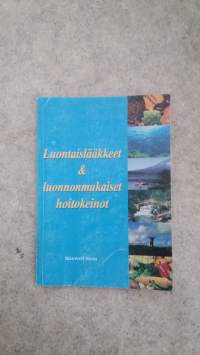 Luontaislääkkeet
&
luonnonmukaiset
hoitokeinot